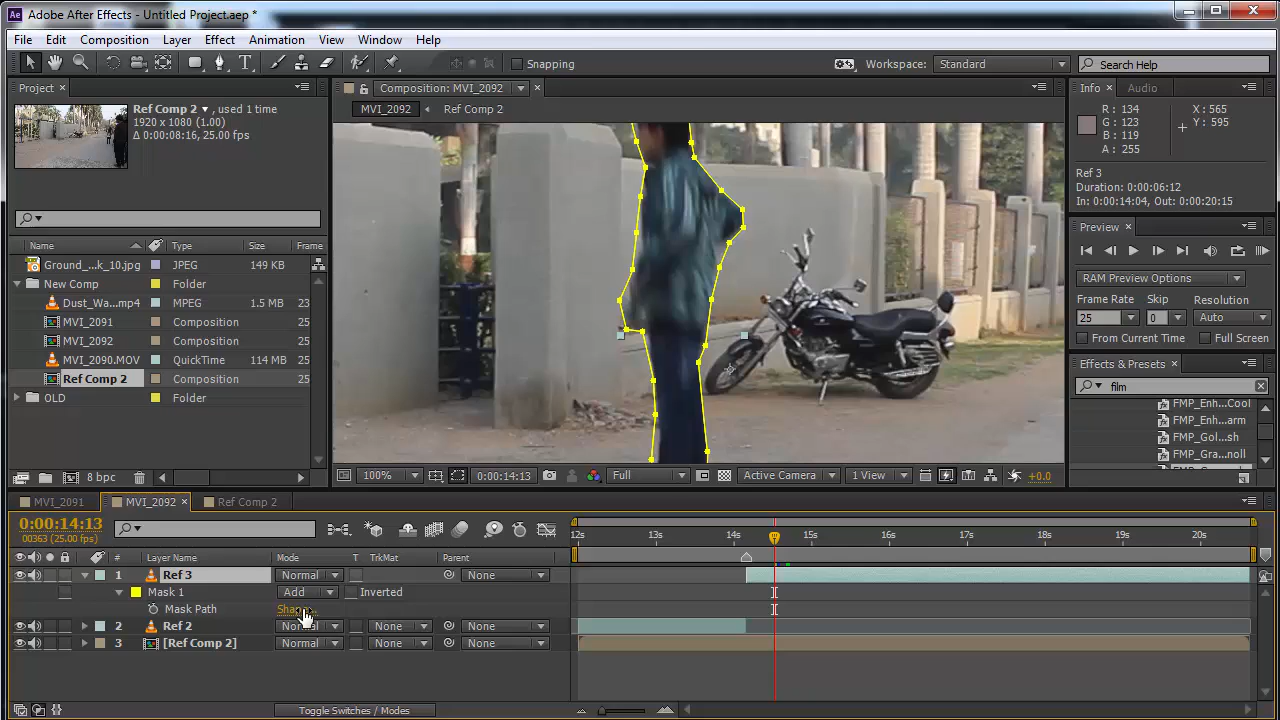 Adobe After Effects - Untitled Project.aep *
File Edit Composition Layer Effect Animation View Window Help
Snapping
Workspace: Standard
Search Help
Project
Ref Comp 2 , used 1 time
1920 x 1080 (1.00)
Δ 0:00:08:16, 25.00 fps
Name Type Size Frame
Ground_...k_10.jpg JPEG 149 KB
New Comp Folder
Dust_Wa...mp4 MPEG 1.5 MB 23
MVI_2091 Composition 25
MVI_2092 Composition 25
MVI_2090.MOV QuickTime 114 MB 25
Ref Comp 2 Composition 25
OLD Folder
8 bpc
Composition: MVI_2092
MVI_2092 Ref Comp 2
100% 0:00:14:13 Full Active Camera 1 View +0.0
Info Audio
R : 134
G : 123
B : 119
A : 255
X : 565
Y : 595
Ref 3
Duration: 0:00:06:12
In: 0:00:14:04, Out: 0:00:20:15
Preview
RAM Preview Options
Frame Rate Skip Resolution
25 0 Auto
From Current Time Full Screen
Effects & Presets
film
FMP_Enh...Cool
FMP_Enh...arm
FMP_Gol...sh
FMP_Gra...noll
MVI_2091 MVI_2092 Ref Comp 2
0:00:14:13
00363 (25.00 fps)
12s 13s 14s 15s 16s 17s 18s 19s 20s
# Layer Name Mode T TrkMat Parent
1 Ref 3 Normal None
Mask 1 Add Inverted
Mask Path
2 Ref 2 Normal None None
3 [Ref Comp 2] Normal None None
Toggle Switches / Modes